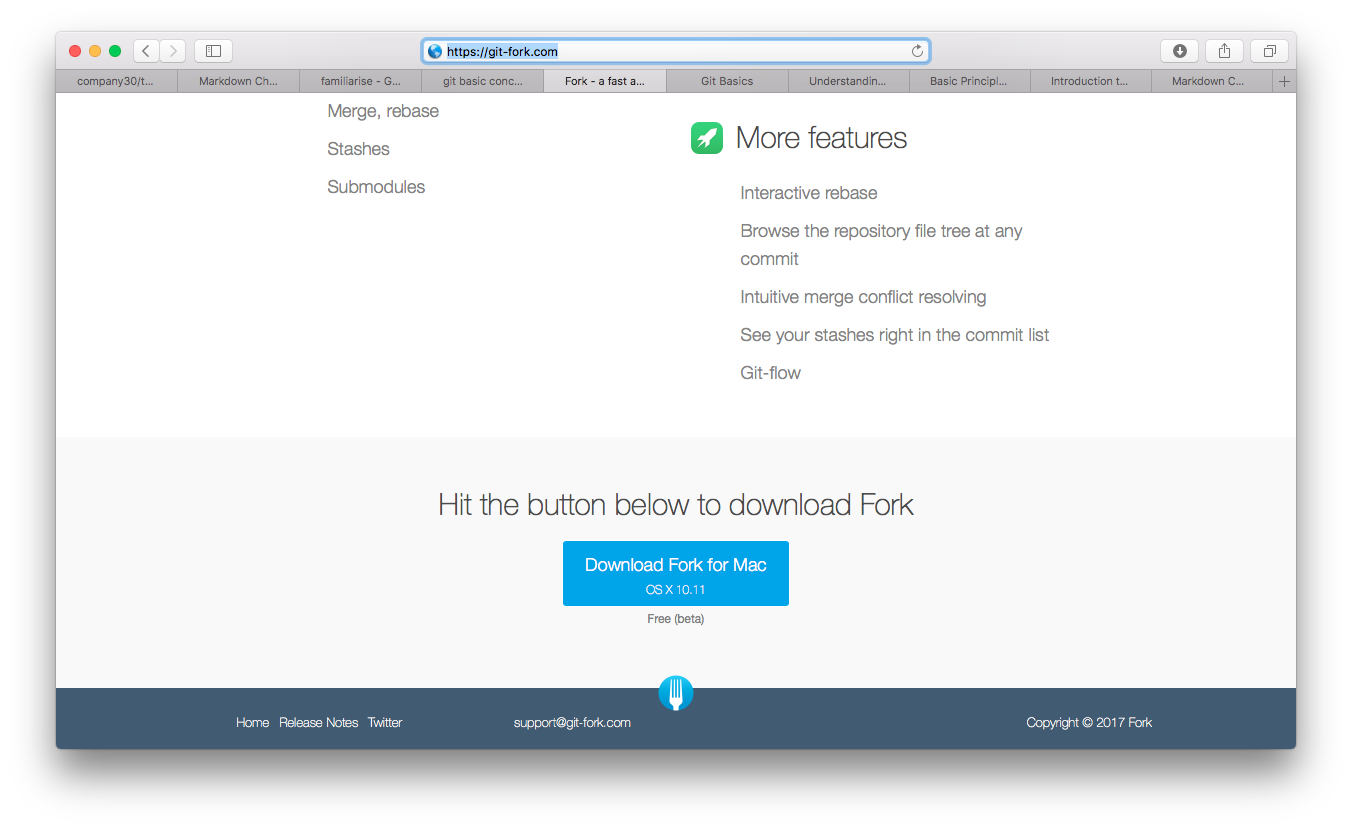 https://git-fork.com
company30/t...
Markdown Ch...
familiarise - G...
git basic conc...
Fork - a fast a...
Git Basics
Understandin...
Basic Principl...
Introduction t...
Markdown C...
Merge, rebase
Stashes
Submodules
More features
Interactive rebase
Browse the repository file tree at any
commit
Intuitive merge conflict resolving
See your stashes right in the commit list
Git-flow
Hit the button below to download Fork
Download Fork for Mac
OS X 10.11
Free (beta)
Home Release Notes Twitter
support@git-fork.com
Copyright © 2017 Fork